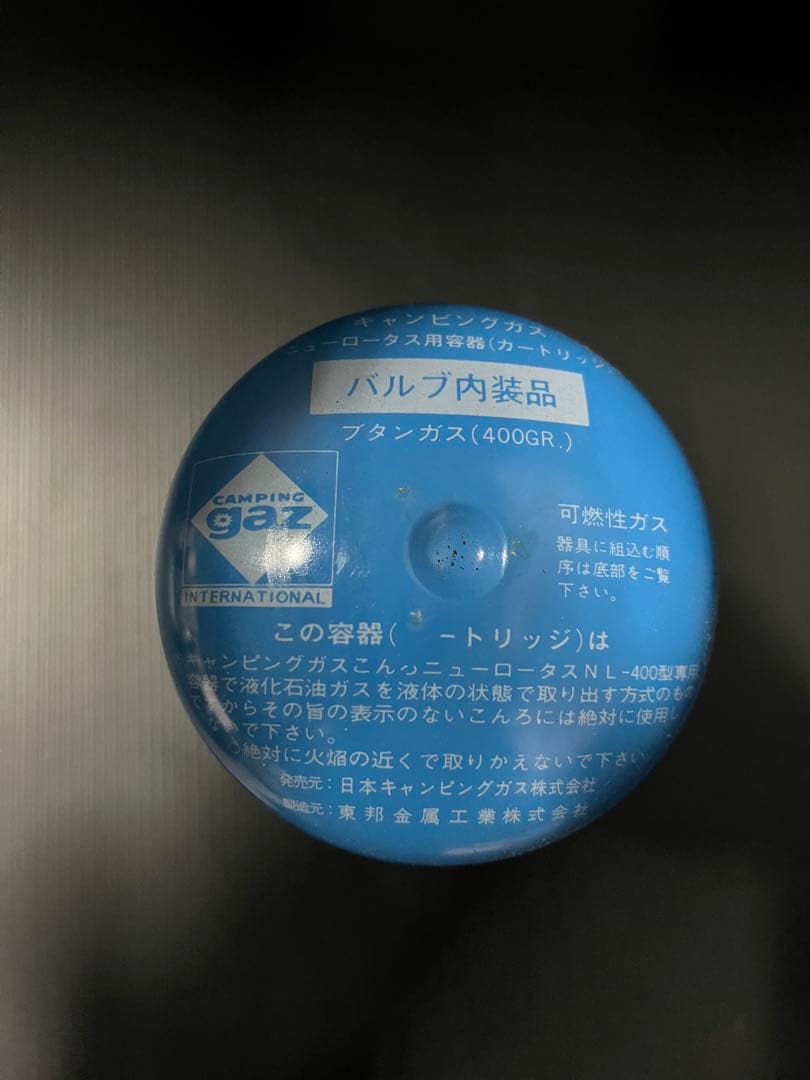 キャンピングガス
ニューロータス用容器(カートリッジ)
バルブ内装品
ブタンガス(400GR.)
CAMPING
gaz
INTERNATIONAL
可燃性ガス
器具に組込む順
序は底部をご覧
下さい。
この容器( ートリッジ)は
キャンピングガスこんろニューロータスNL-400型専用
容器で液化石油ガスを液体の状態で取り出す方式のもの
ですからその旨の表示のないこんろには絶対に使用し
ないで下さい。
絶対に火焰の近くで取りかえないで下さい
発売元:日本キャンピングガス株式会社
製造元:東邦金属工業株式会社